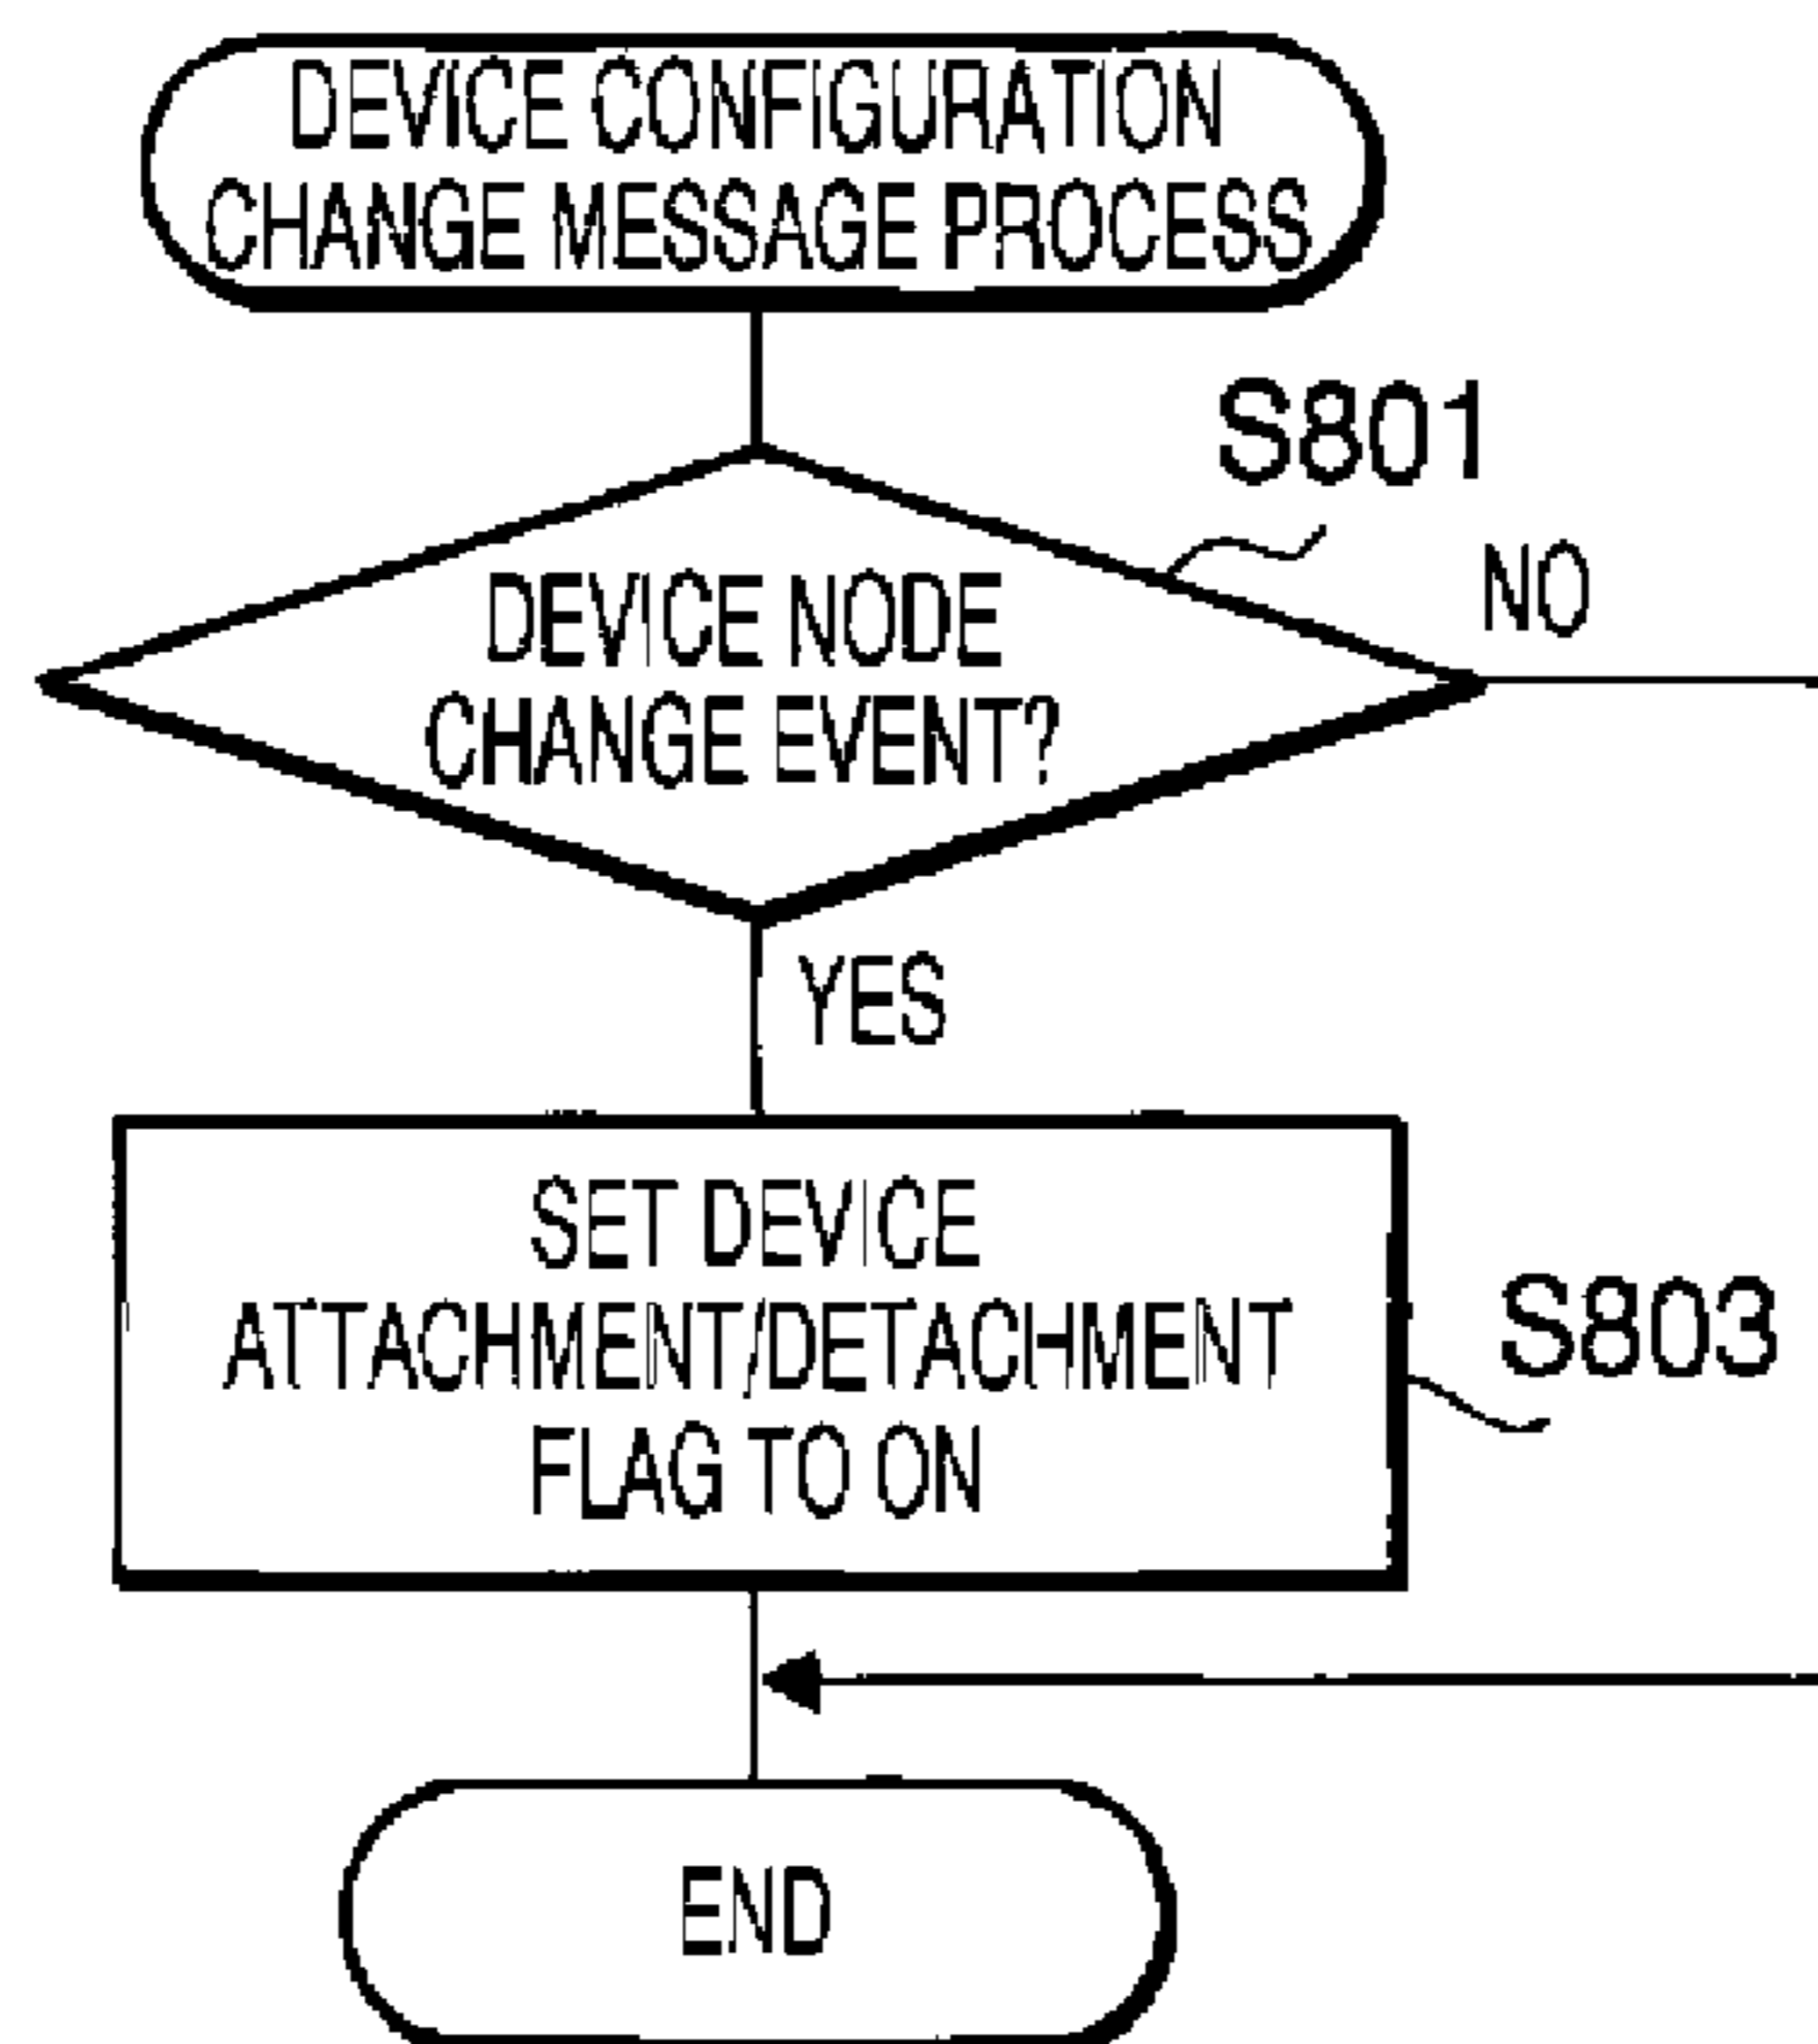 DEVICE CONFIGURATION
CHANGE MESSAGE PROCESS
S801
DEVICE NODE
CHANGE EVENT?
NO
YES
SET DEVICE
ATTACHMENT/DETACHMENT
FLAG TO ON
S803
END